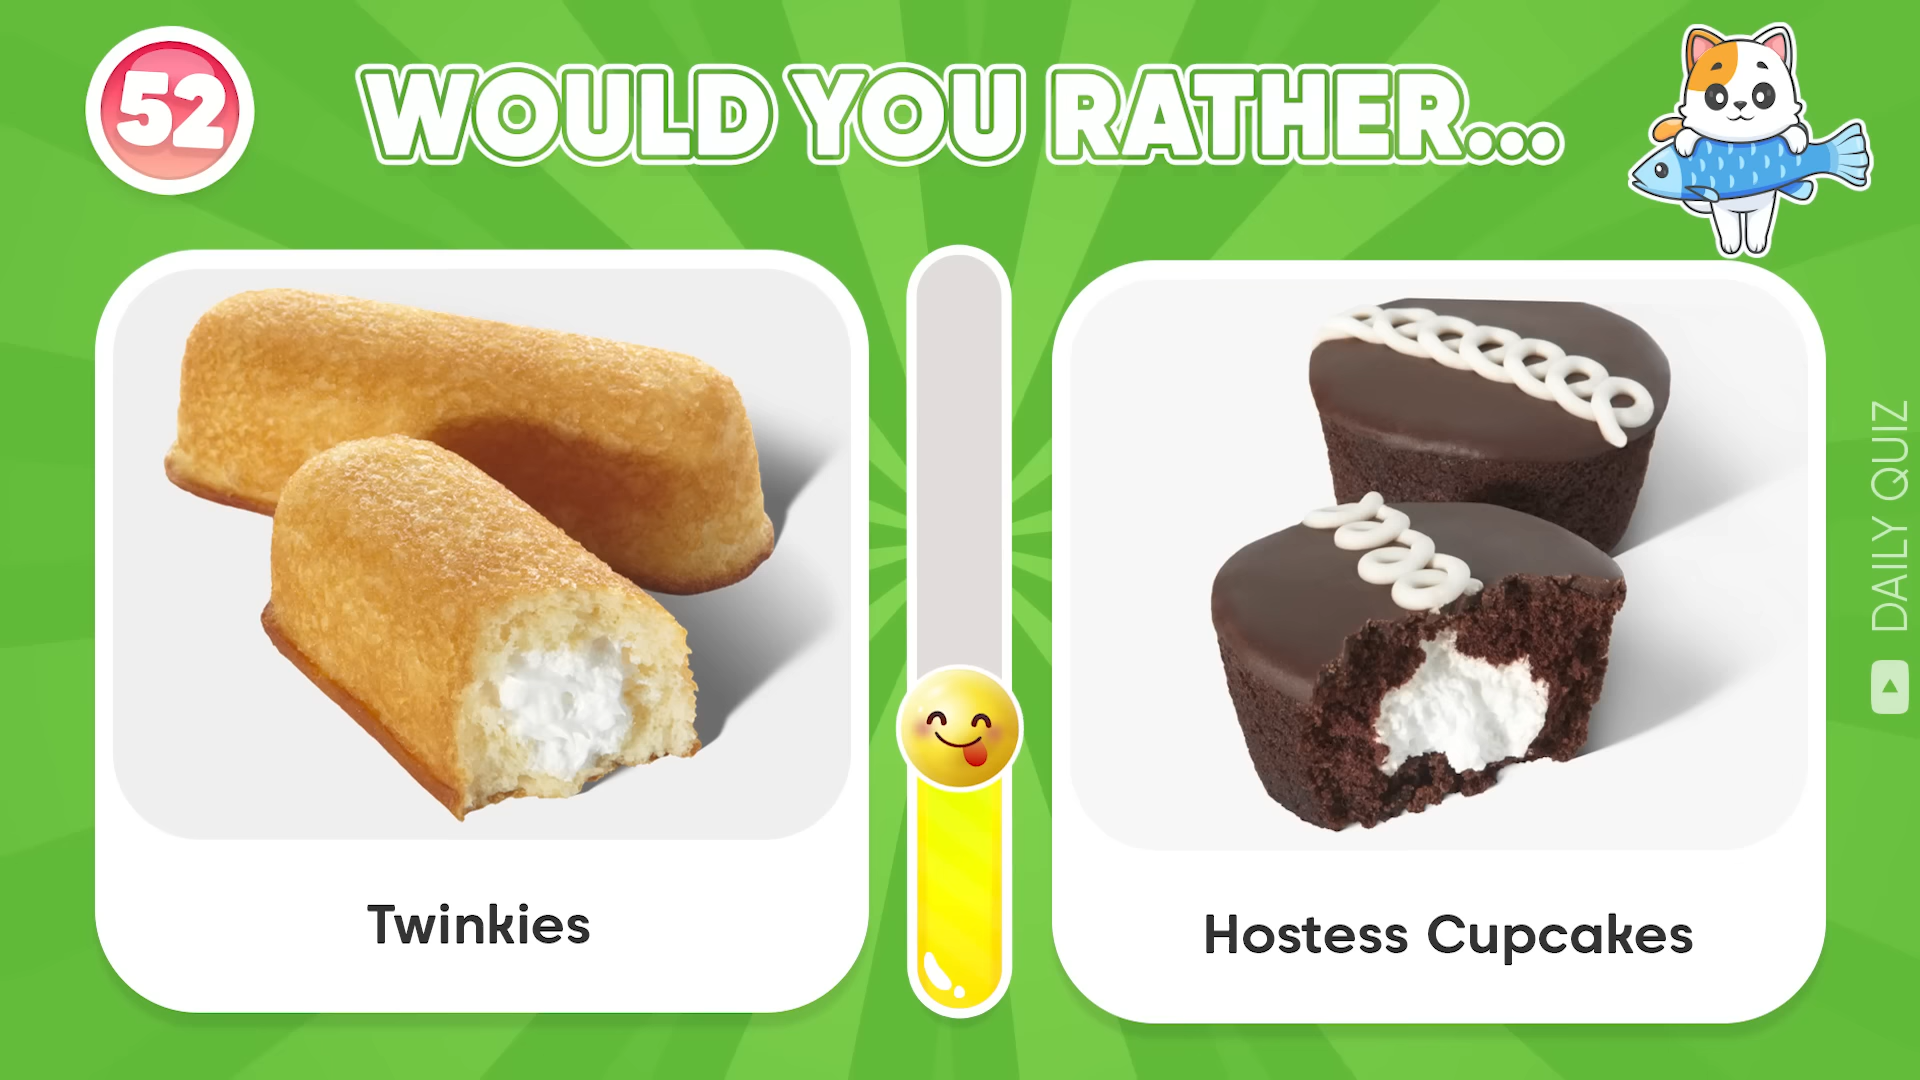 52
WOULD YOU RATHER...
Twinkies
Hostess Cupcakes
DAILY QUIZ